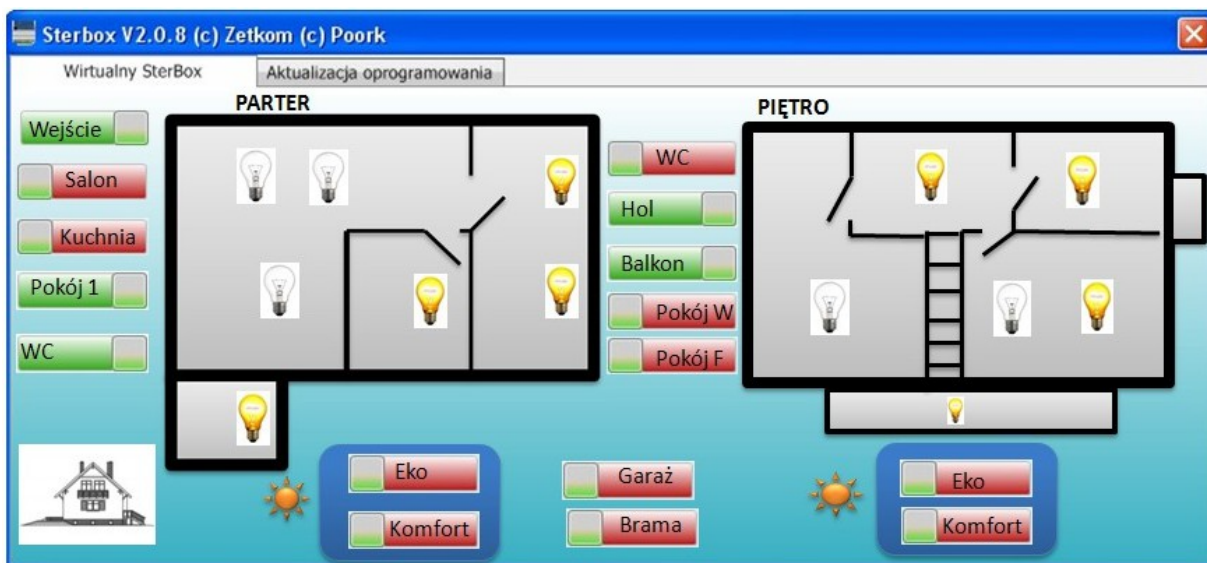 Sterbox V2.0.8 (c) Zetkom (c) Poork
Wirtualny SterBox
Aktualizacja oprogramowania
PARTER
PIĘTRO
Wejście
Salon
Kuchnia
Pokój 1
WC
WC
Hol
Balkon
Pokój W
Pokój F
Eko
Komfort
Garaż
Brama
Eko
Komfort